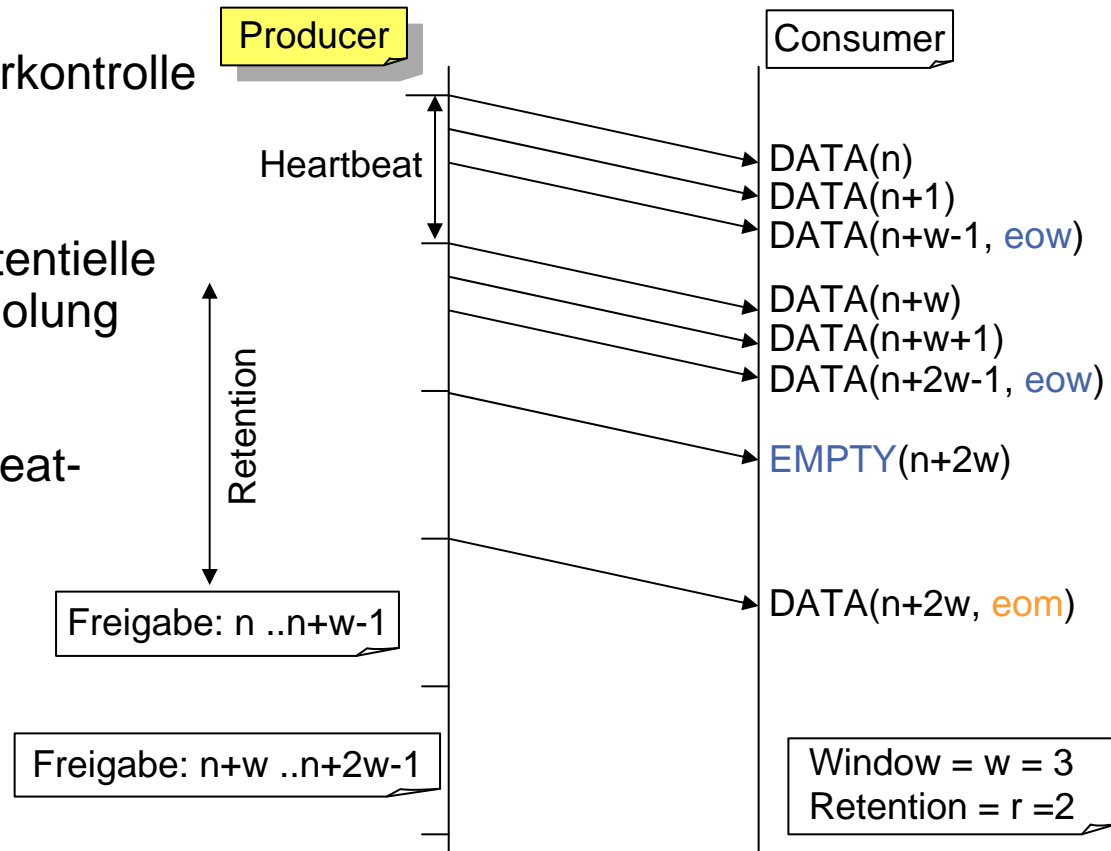 Producer
Consumer
rkontrolle
Heartbeat
DATA(n)
DATA(n+1)
DATA(n+w-1, eow)
tentielle
olung
DATA(n+w)
DATA(n+w+1)
DATA(n+2w-1, eow)
Retention
eat-
EMPTY(n+2w)
DATA(n+2w, eom)
Freigabe: n ..n+w-1
Freigabe: n+w ..n+2w-1
Window = w = 3
Retention = r =2